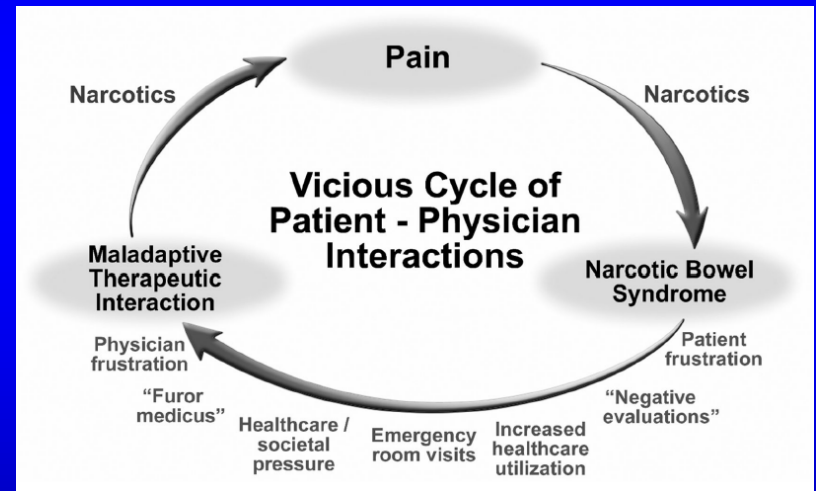 Pain
Narcotics
Narcotics
Vicious Cycle of
Patient - Physician
Interactions
Maladaptive
Therapeutic
Interaction
Narcotic Bowel
Syndrome
Physician
frustration
“Furor
medicus”
Healthcare /
societal
pressure
Emergency
room visits
Increased
healthcare
utilization
“Negative
evaluations”
Patient
frustration